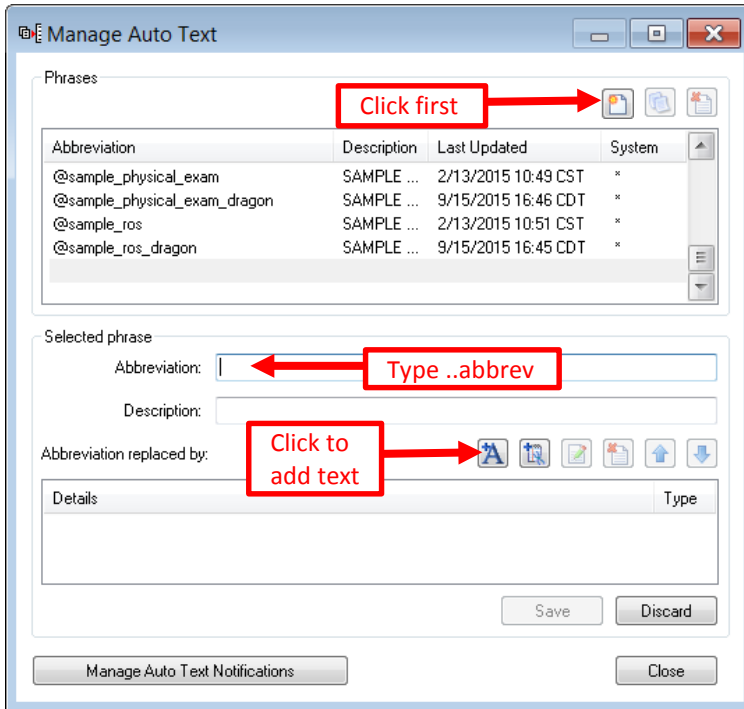 Manage Auto Text
Phrases
Click first
Abbreviation Description Last Updated System
@sample_physical_exam SAMPLE ... 2/13/2015 10:49 CST *
@sample_physical_exam_dragon SAMPLE ... 9/15/2015 16:46 CDT *
@sample_ros SAMPLE ... 2/13/2015 10:51 CST *
@sample_ros_dragon SAMPLE ... 9/15/2015 16:45 CDT *
Selected phrase
Abbreviation:
Type ..abbrev
Description:
Abbreviation replaced by:
Click to
add text
Details Type
Save Discard
Manage Auto Text Notifications Close